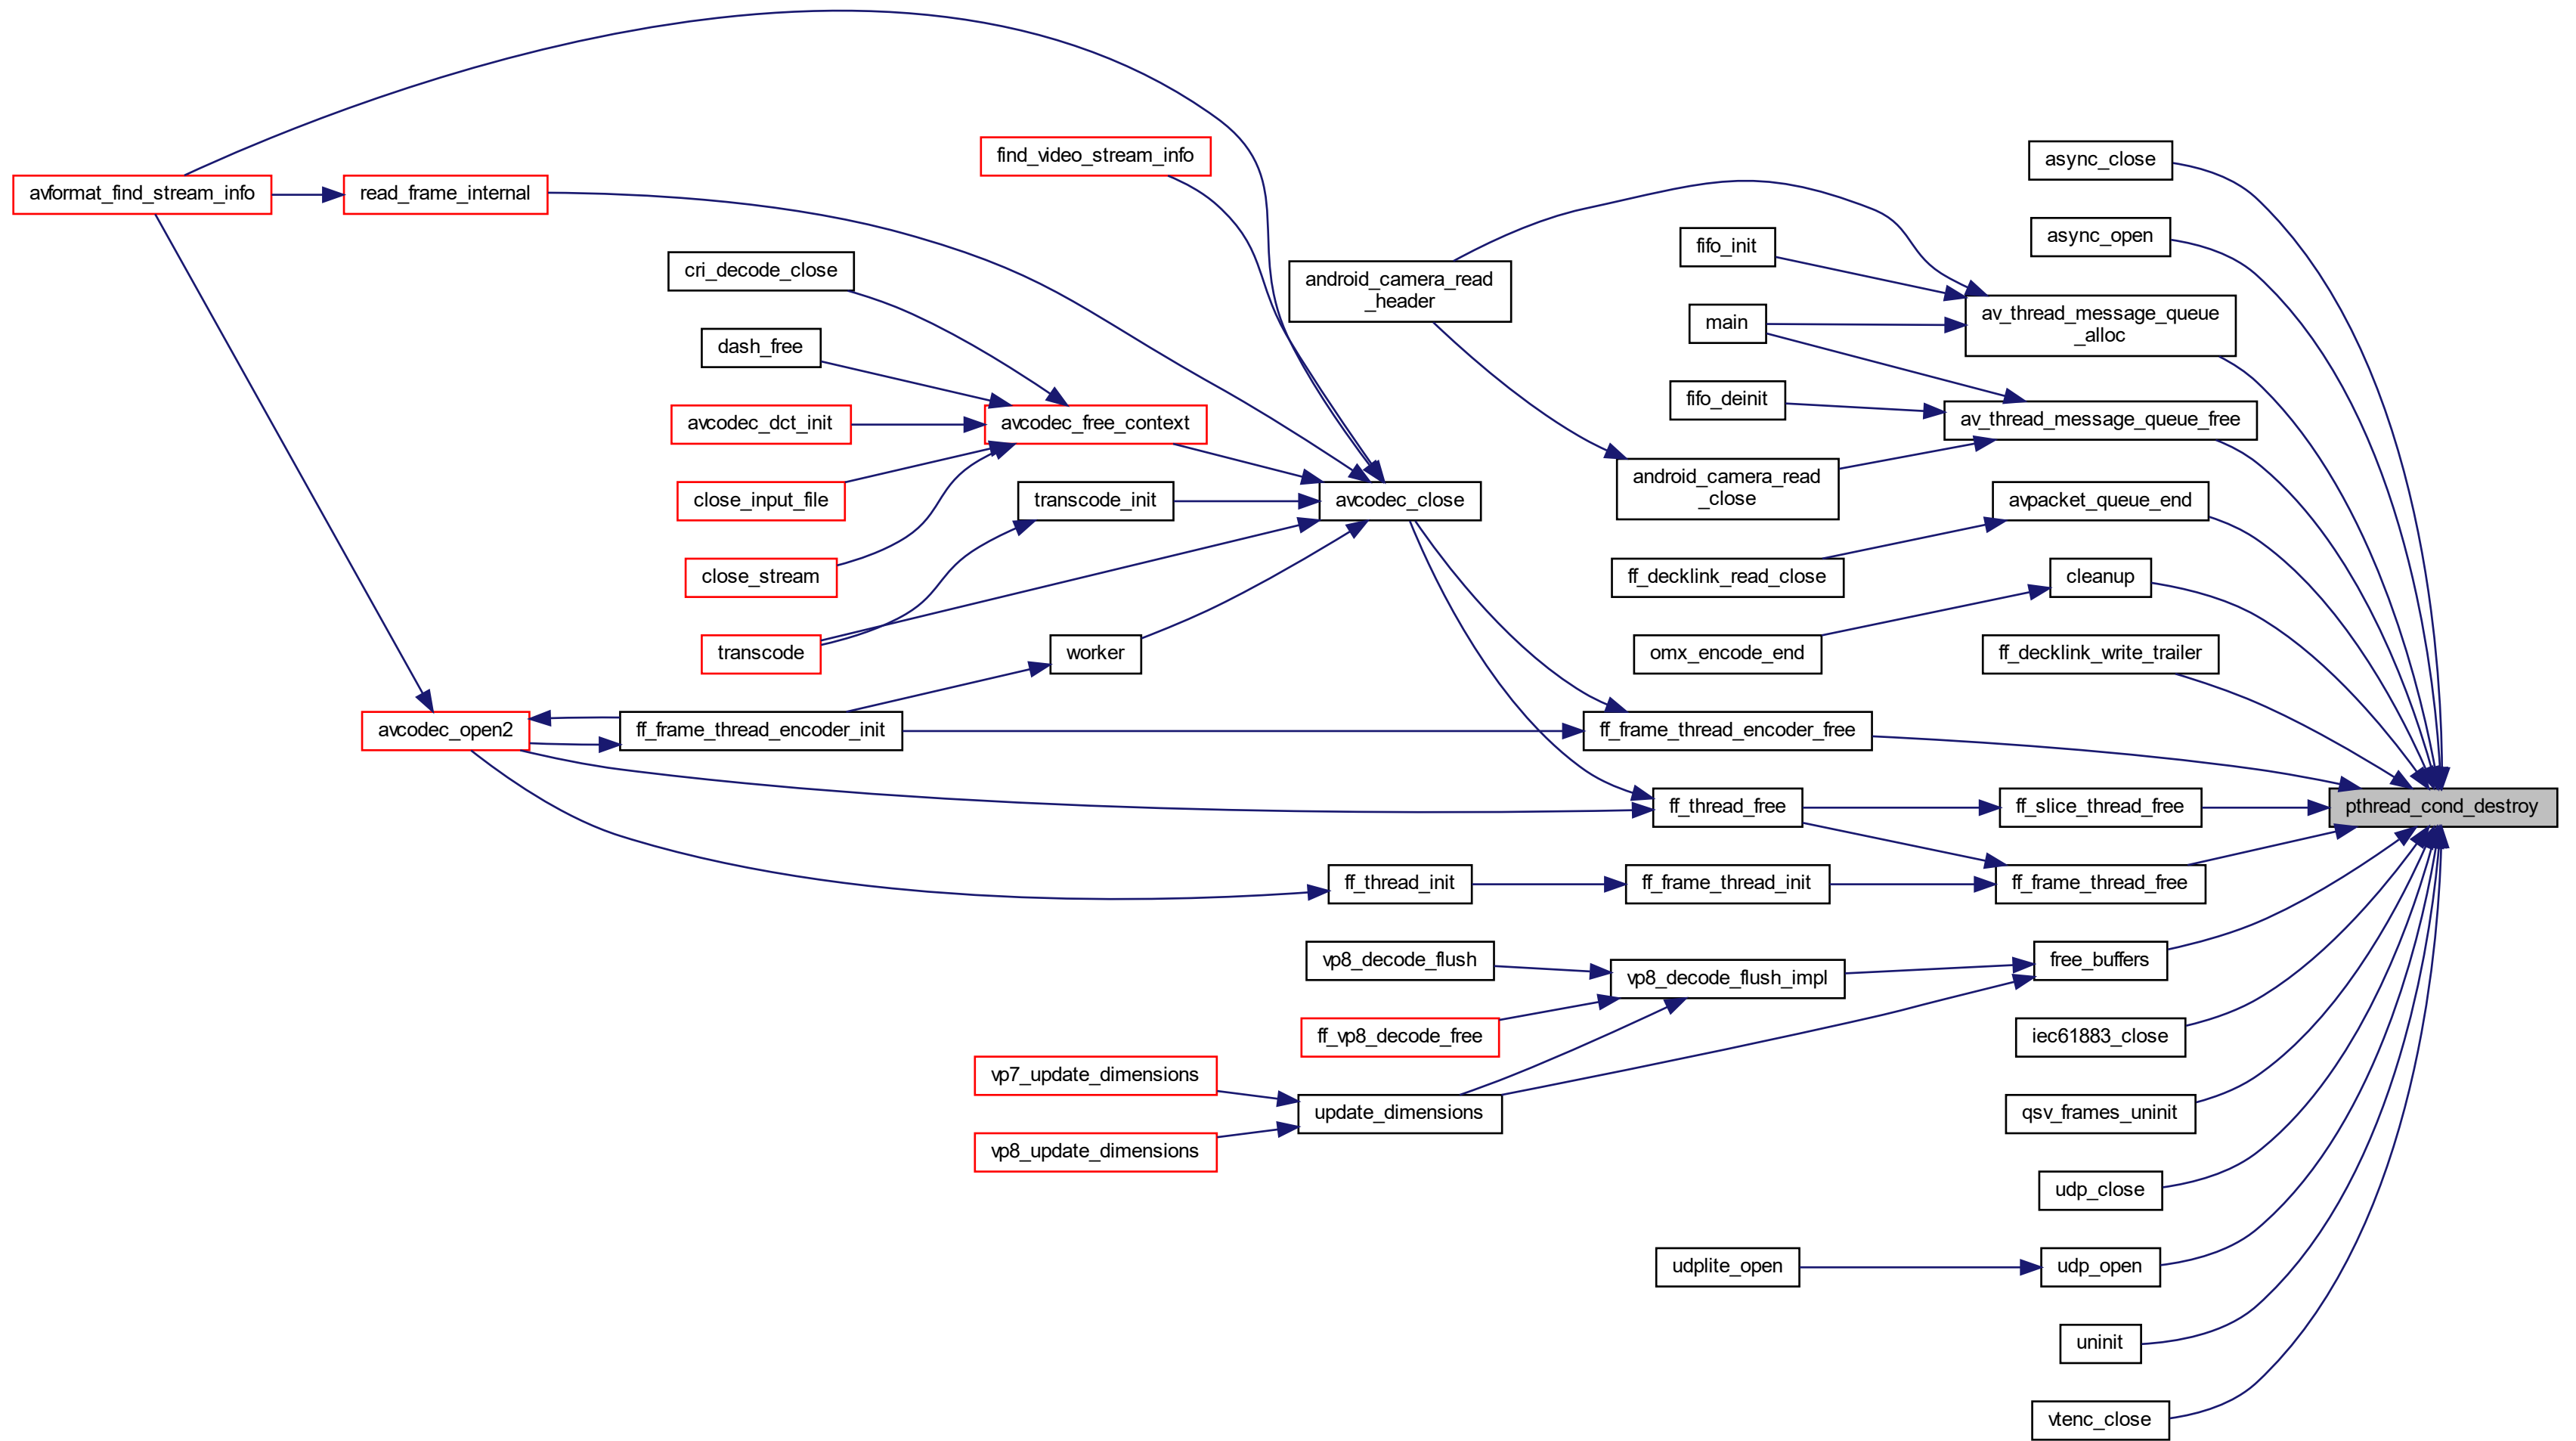 avformat_find_stream_info
read_frame_internal
find_video_stream_info
cri_decode_close
dash_free
avcodec_dct_init
avcodec_free_context
close_input_file
close_stream
transcode_init
transcode
worker
avcodec_open2
ff_frame_thread_encoder_init
avcodec_close
android_camera_read
_header
fifo_init
main
fifo_deinit
android_camera_read
_close
ff_decklink_read_close
omx_encode_end
ff_frame_thread_encoder_free
ff_thread_free
ff_thread_init
ff_frame_thread_init
vp8_decode_flush
vp8_decode_flush_impl
ff_vp8_decode_free
vp7_update_dimensions
update_dimensions
vp8_update_dimensions
udplite_open
async_close
async_open
av_thread_message_queue
_alloc
av_thread_message_queue_free
avpacket_queue_end
cleanup
ff_decklink_write_trailer
ff_slice_thread_free
ff_frame_thread_free
free_buffers
iec61883_close
qsv_frames_uninit
udp_close
udp_open
uninit
vtenc_close
pthread_cond_destroy